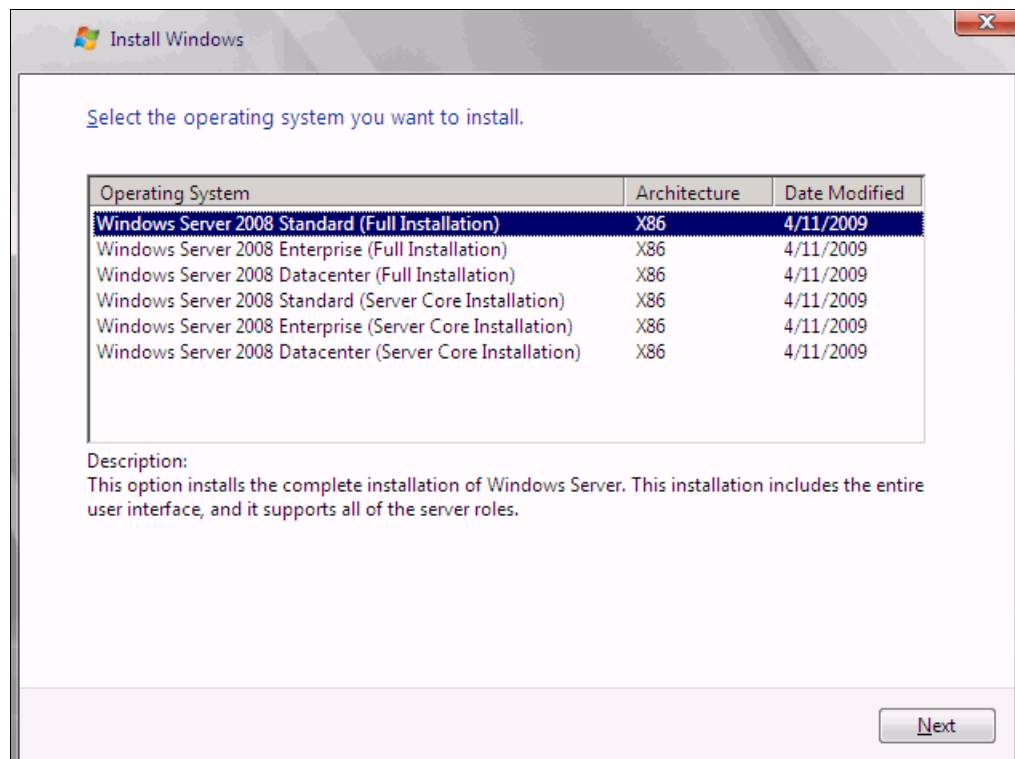 Install Windows
Select the operating system you want to install.
Operating System Architecture Date Modified
Windows Server 2008 Standard (Full Installation) X86 4/11/2009
Windows Server 2008 Enterprise (Full Installation) X86 4/11/2009
Windows Server 2008 Datacenter (Full Installation) X86 4/11/2009
Windows Server 2008 Standard (Server Core Installation) X86 4/11/2009
Windows Server 2008 Enterprise (Server Core Installation) X86 4/11/2009
Windows Server 2008 Datacenter (Server Core Installation) X86 4/11/2009
Description:
This option installs the complete installation of Windows Server. This installation includes the entire
user interface, and it supports all of the server roles.
Next